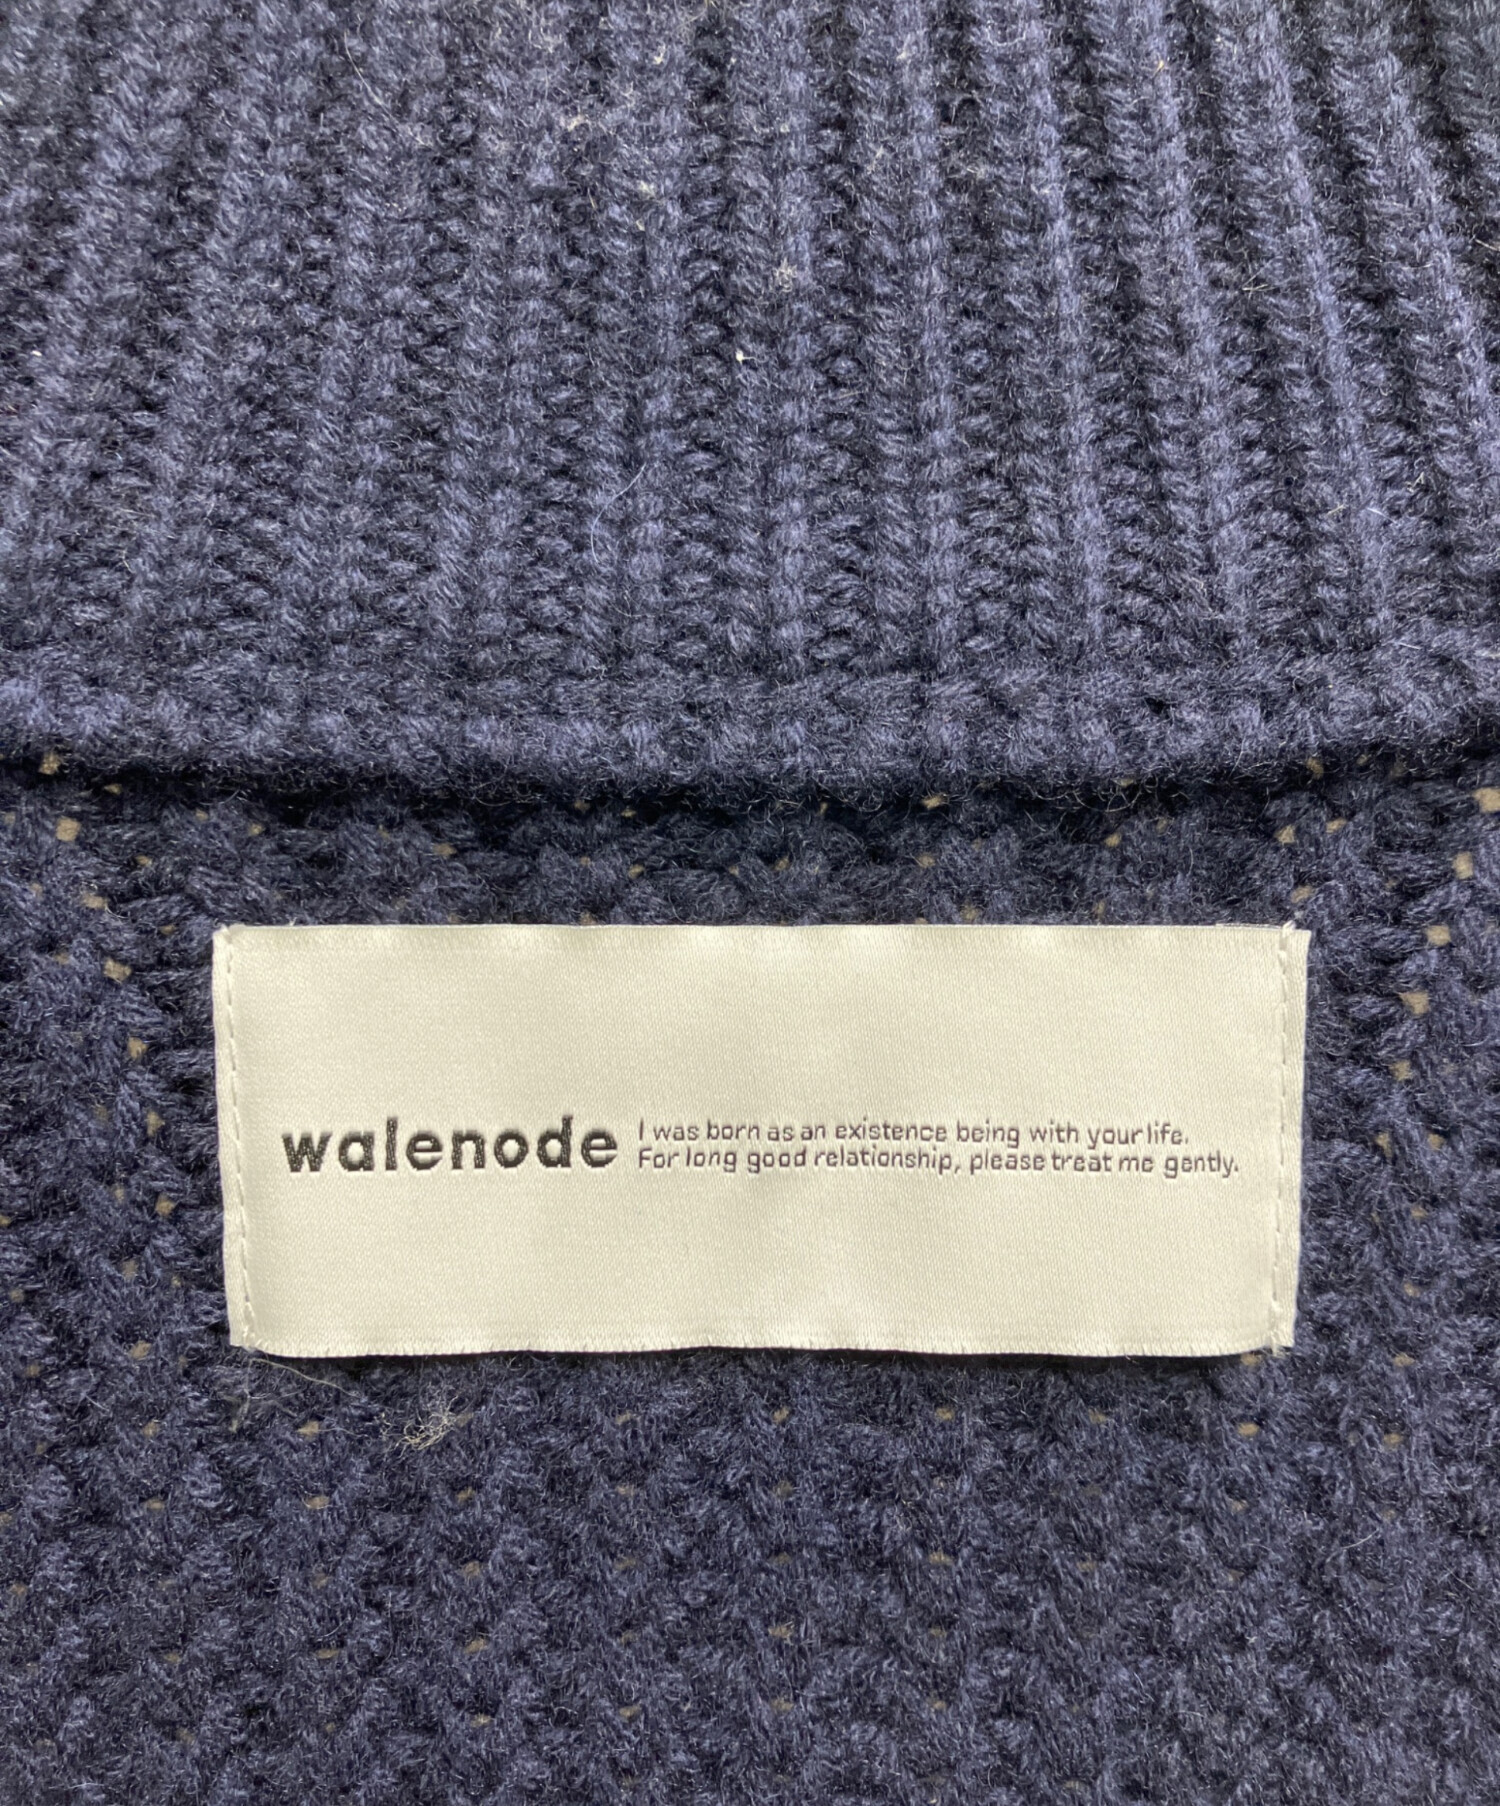 walenode
I was born as an existence being with your life.
For long good relationship, please treat me gently.